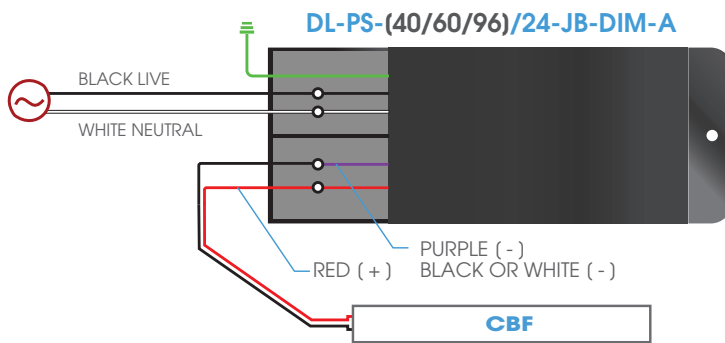 DL-PS-(40/60/96)/24-JB-DIM-A
BLACK LIVE
WHITE NEUTRAL
PURPLE ( - )
RED ( + )
BLACK OR WHITE ( - )
CBF